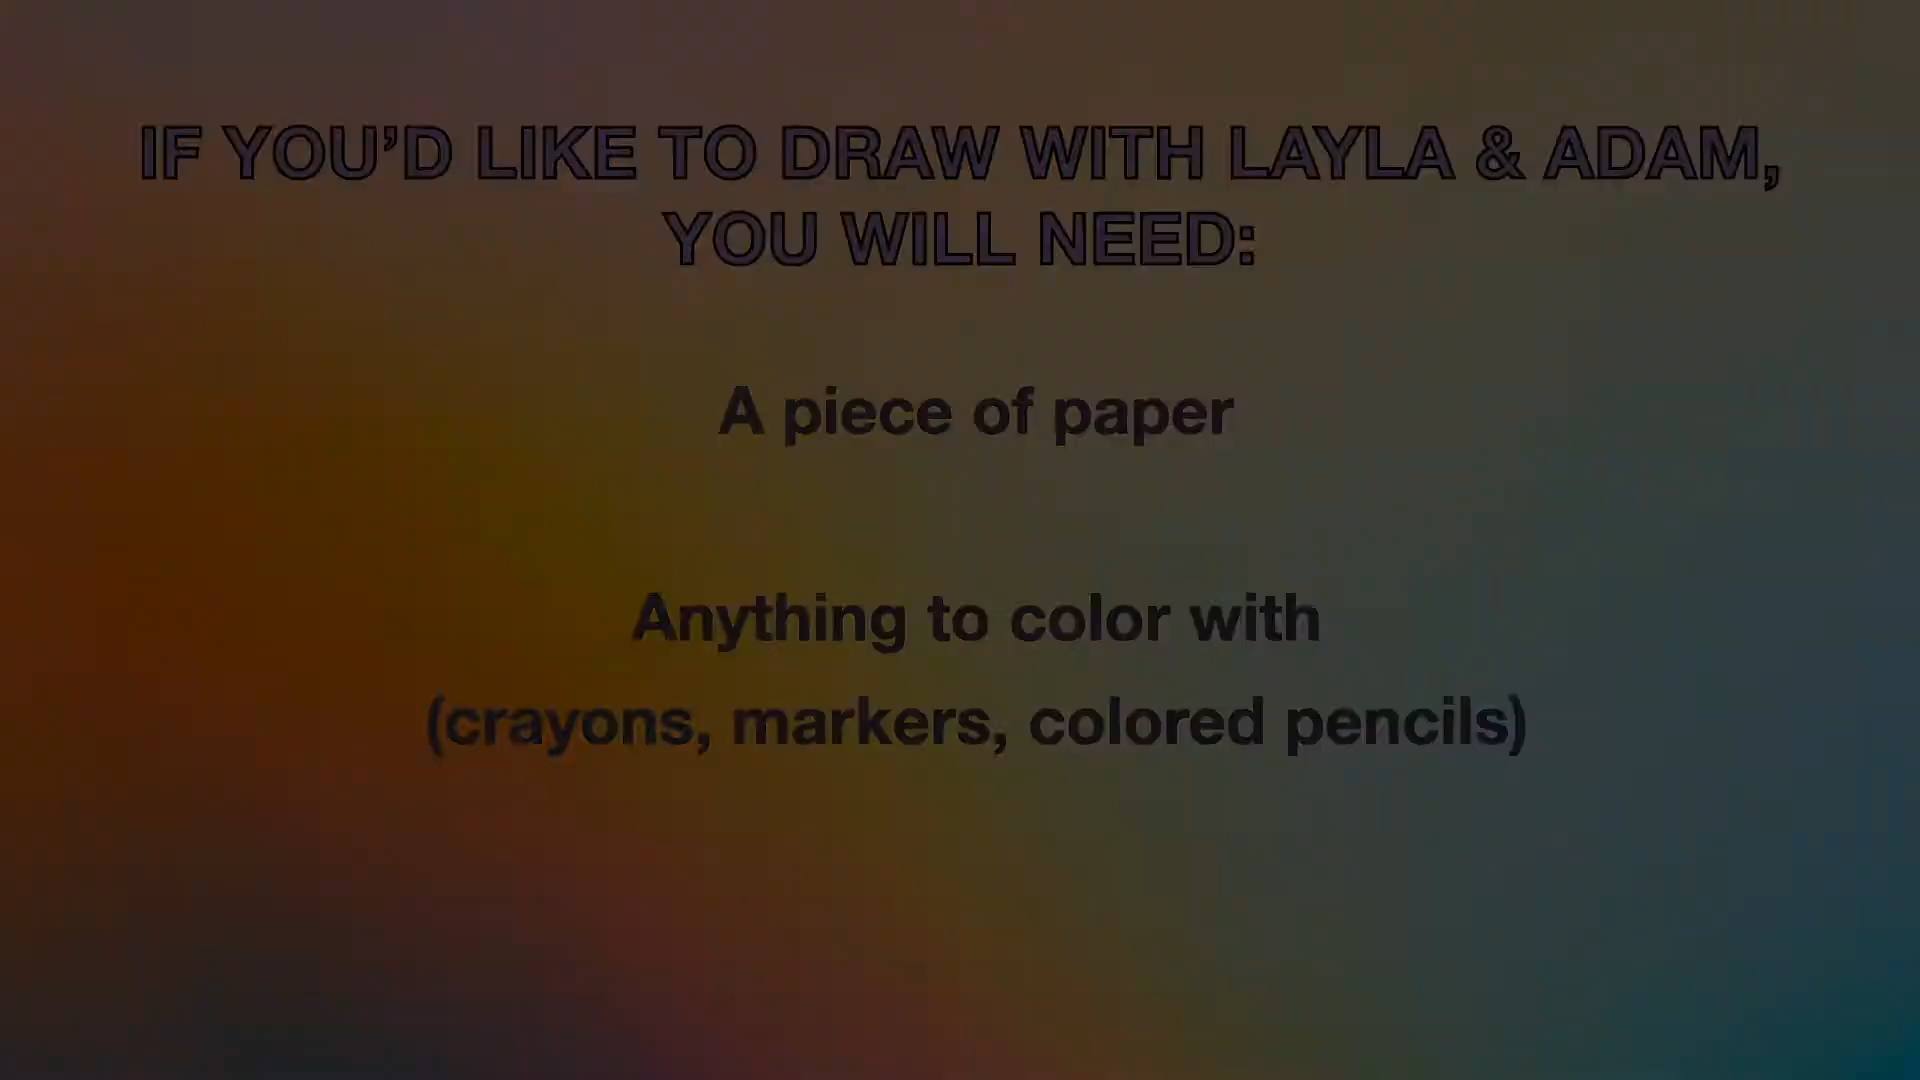 IF YOU’D LIKE TO DRAW WITH LAYLA & ADAM,
YOU WILL NEED:
A piece of paper
Anything to color with
(crayons, markers, colored pencils)